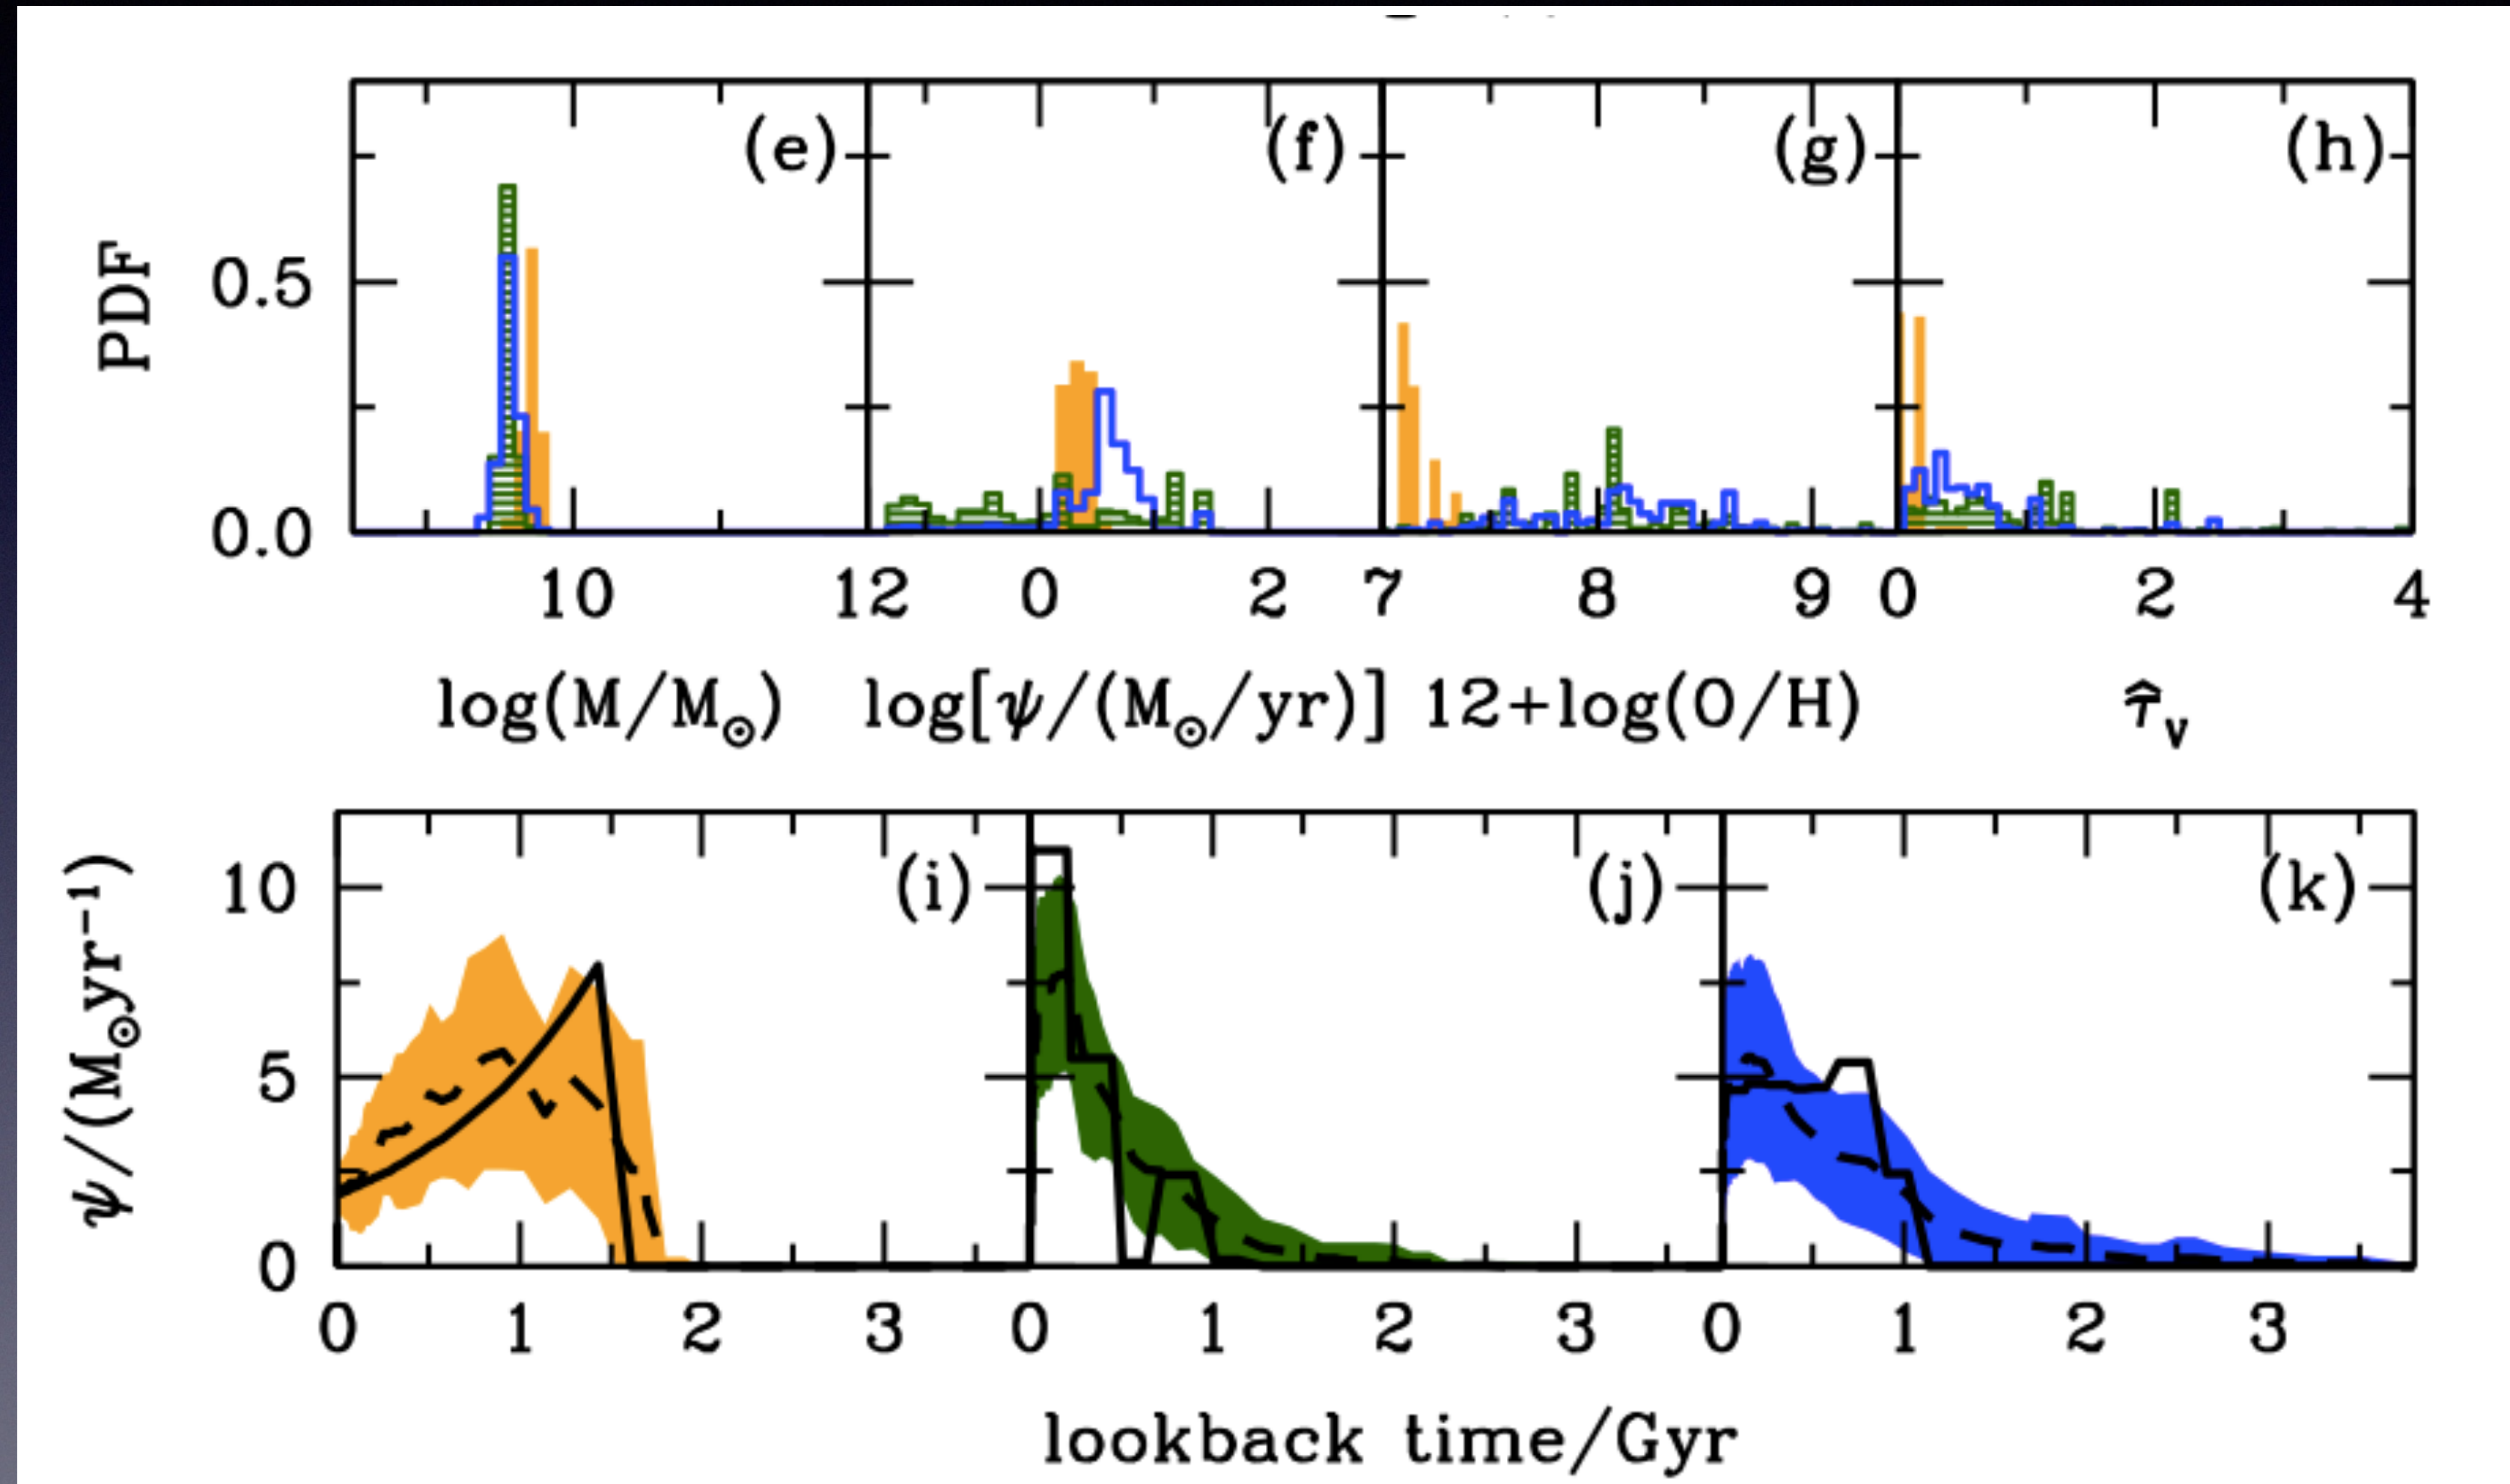 (e) (f) (g) (h)
PDF
0.5
0.0
10 12 0 2 7 8 9 0 2 4
log(M/M⊙) log[ψ/(M⊙/yr)] 12+log(O/H) τ̂V
(i) (j) (k)
ψ/(M⊙yr⁻¹)
10
5
0
0 1 2 3 0 1 2 3 0 1 2 3
lookback time/Gyr